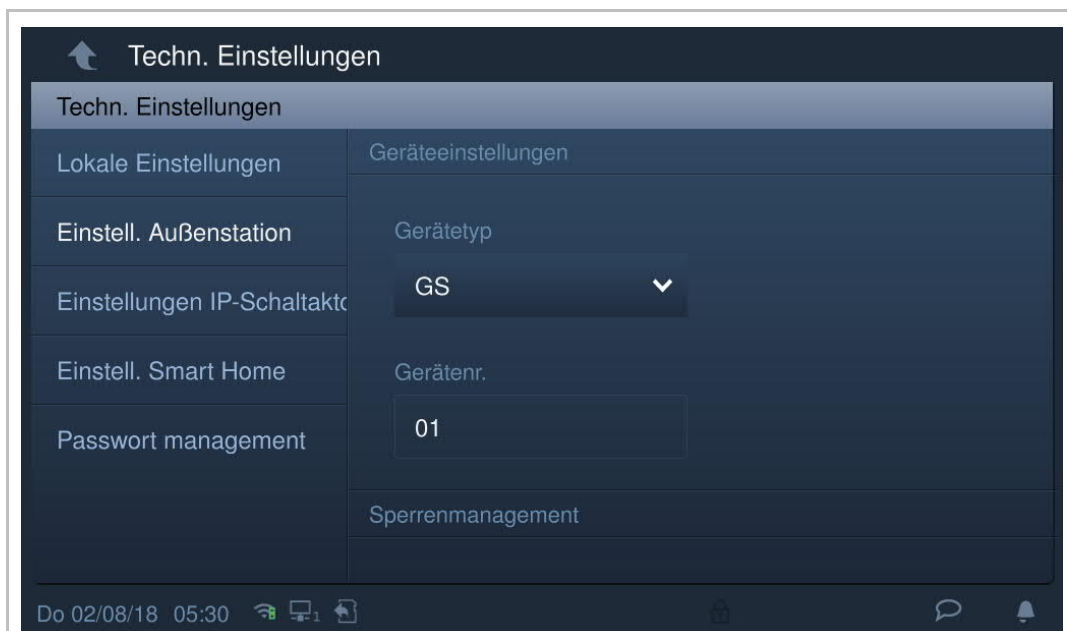 Techn. Einstellungen
Techn. Einstellungen
Lokale Einstellungen
Einstell. Außenstation
Einstellungen IP-Schaltakto
Einstell. Smart Home
Passwort management
Geräteeinstellungen
Gerätetyp
GS
Gerätenr.
01
Sperrenmanagement
Do 02/08/18 05:30
1